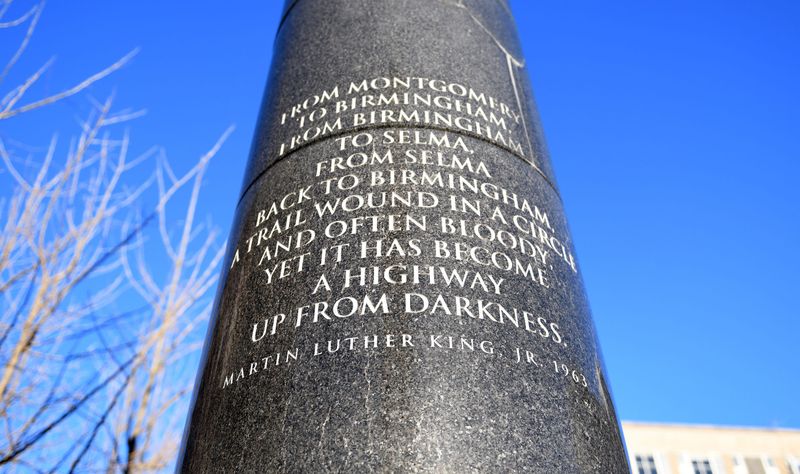 FROM MONTGOMERY
TO BIRMINGHAM,
FROM BIRMINGHAM
TO SELMA,
FROM SELMA
BACK TO BIRMINGHAM,
A TRAIL WOUND IN A CIRCLE
AND OFTEN BLOODY,
YET IT HAS BECOME
A HIGHWAY
UP FROM DARKNESS.
MARTIN LUTHER KING, JR. 1963